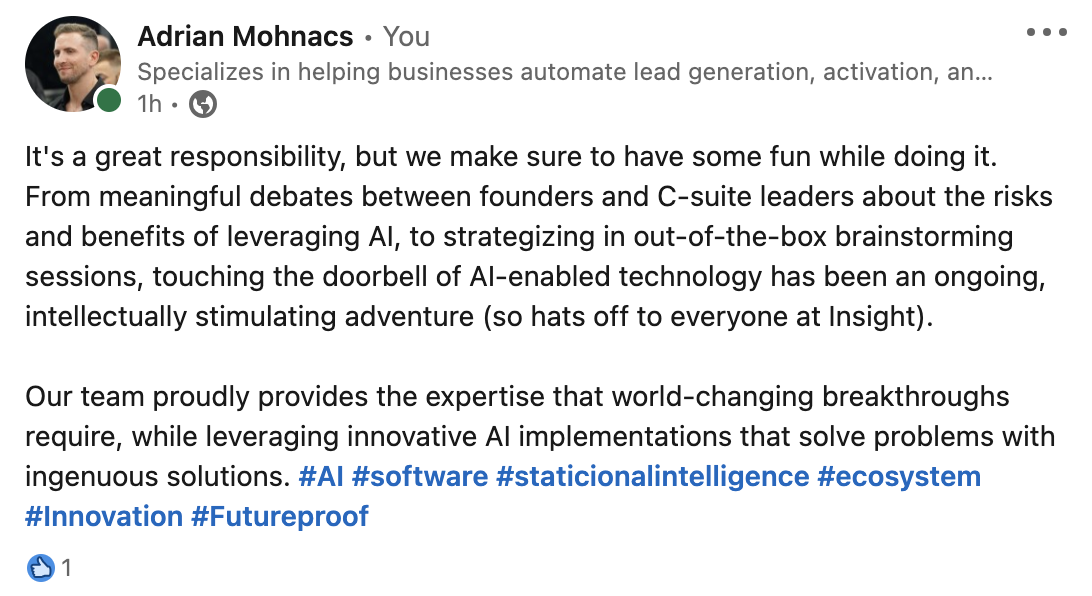 Adrian Mohnacs • You
Specializes in helping businesses automate lead generation, activation, an...
1h •
It's a great responsibility, but we make sure to have some fun while doing it.
From meaningful debates between founders and C-suite leaders about the risks
and benefits of leveraging AI, to strategizing in out-of-the-box brainstorming
sessions, touching the doorbell of AI-enabled technology has been an ongoing,
intellectually stimulating adventure (so hats off to everyone at Insight).

Our team proudly provides the expertise that world-changing breakthroughs
require, while leveraging innovative AI implementations that solve problems with
ingenuous solutions. #AI #software #staticionalintelligence #ecosystem
#Innovation #Futureproof
1